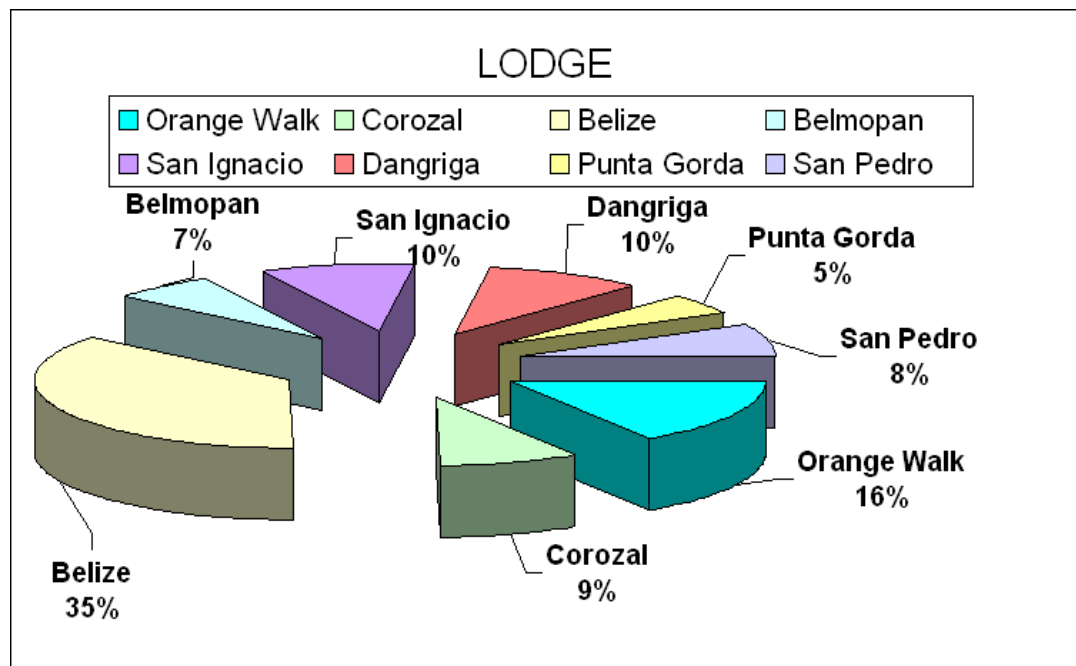 LODGE
Orange Walk Corozal Belize Belmopan
San Ignacio Dangriga Punta Gorda San Pedro
Belmopan
7%
San Ignacio
10%
Dangriga
10%
Punta Gorda
5%
San Pedro
8%
Orange Walk
16%
Corozal
9%
Belize
35%